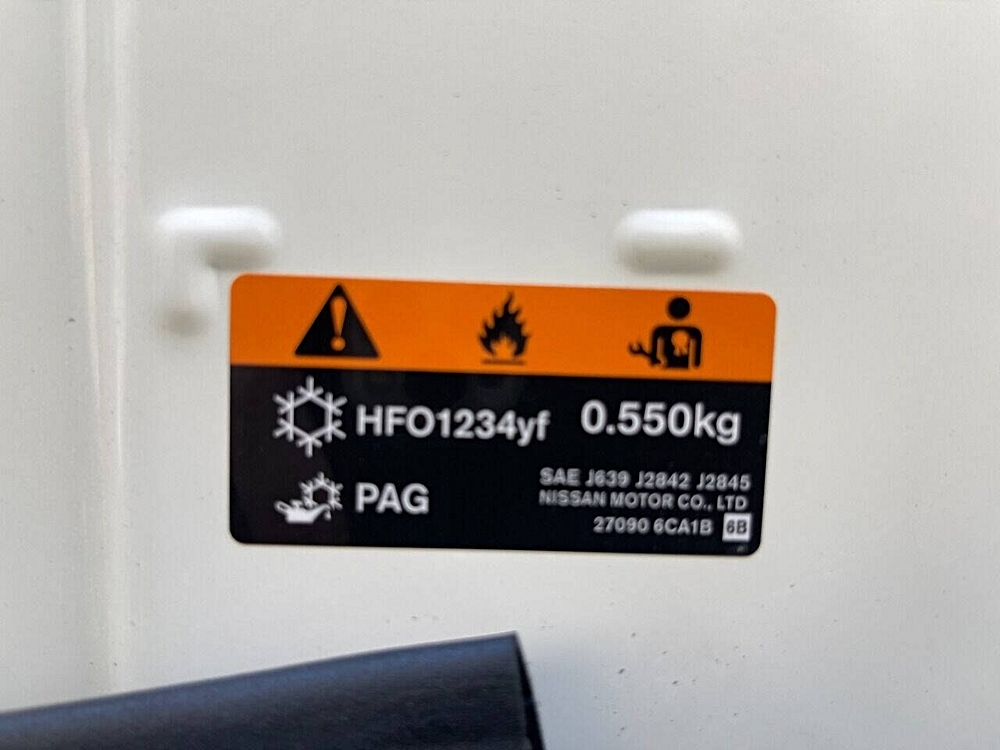 HFO1234yf 0.550kg
PAG
SAE J639 J2842 J2845
NISSAN MOTOR CO., LTD
27090 6CA1B 6B